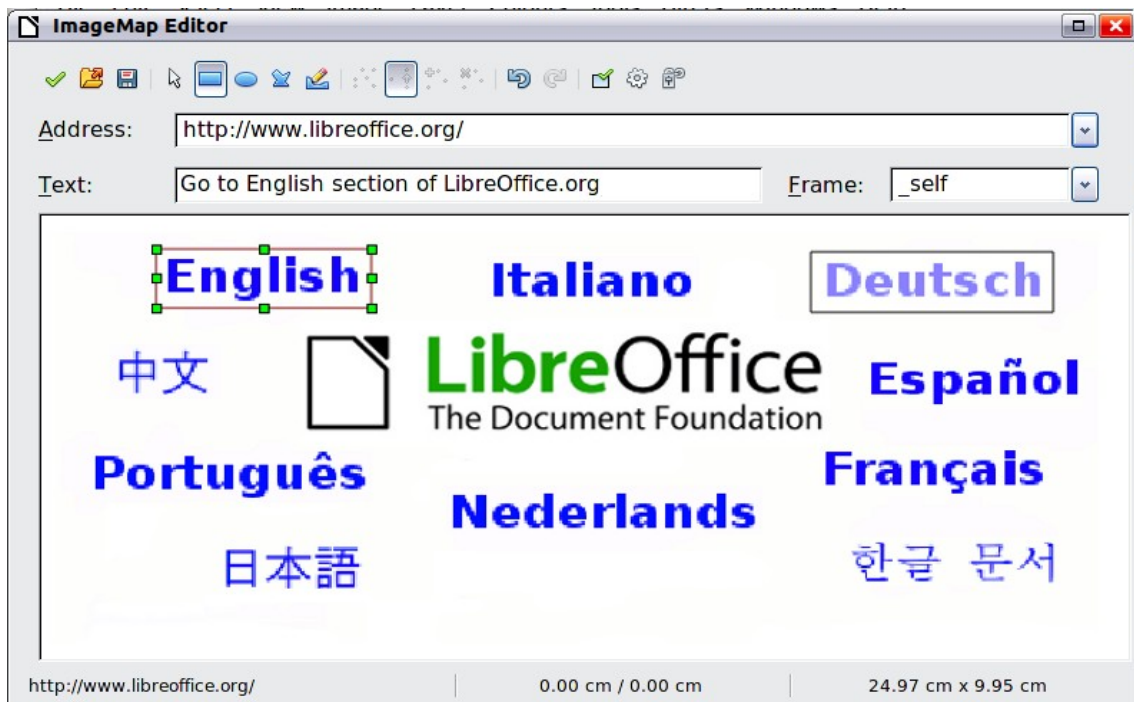 ImageMap Editor
Address: http://www.libreoffice.org/
Text: Go to English section of LibreOffice.org Frame: _self
English Italiano Deutsch
中文 LibreOffice Español
The Document Foundation
Português Français
Nederlands
日本語 한글 문서
http://www.libreoffice.org/ 0.00 cm / 0.00 cm 24.97 cm x 9.95 cm